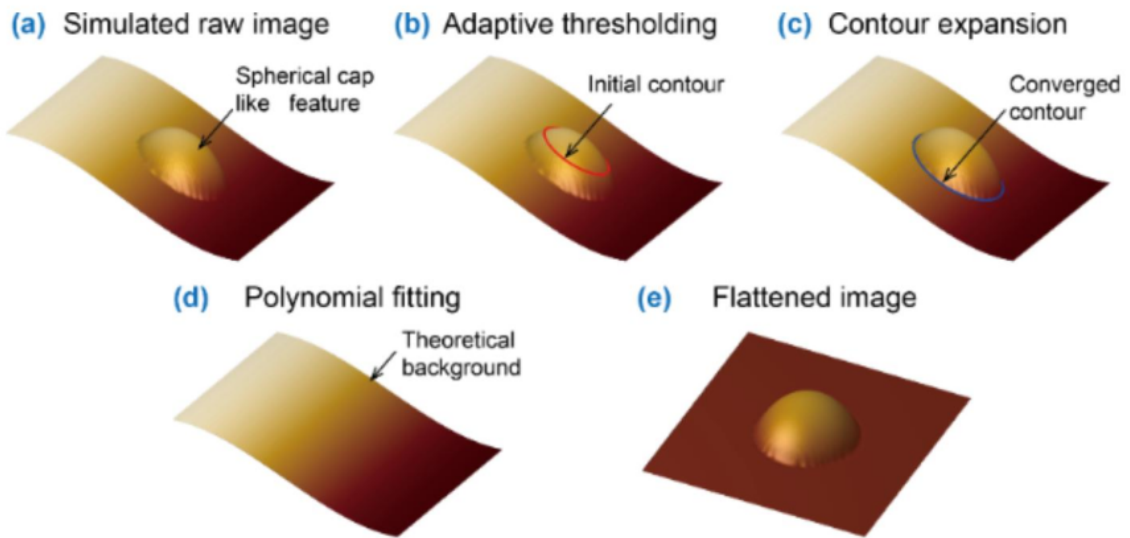 (a) Simulated raw image
Spherical cap
like feature
(b) Adaptive thresholding
Initial contour
(c) Contour expansion
Converged
contour
(d) Polynomial fitting
Theoretical
background
(e) Flattened image